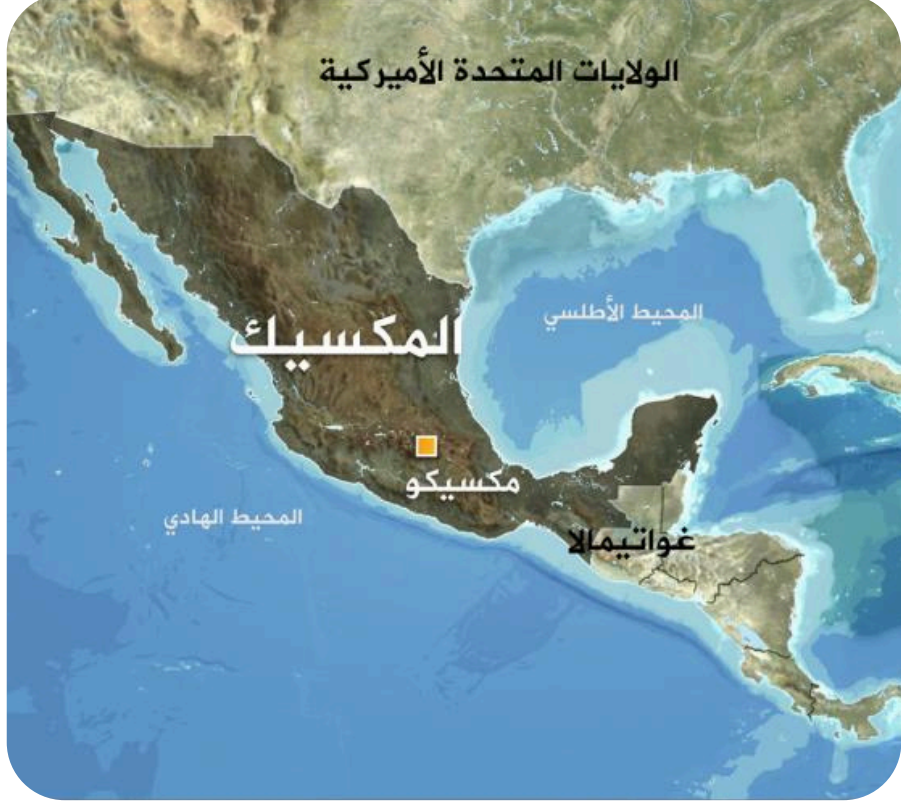 الولايات المتحدة الأميركية
المحيط الأطلسي
المكسيك
مكسيكو
المحيط الهادي
غواتيمالا